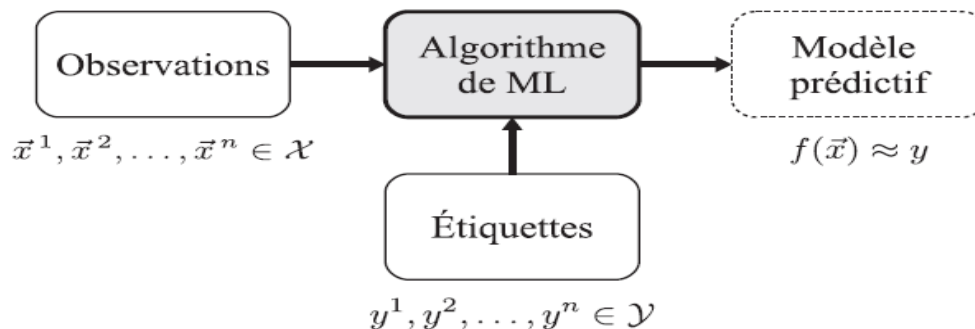 Observations
Algorithme
de ML
Modèle
prédictif
x⃗¹, x⃗², . . . , x⃗ⁿ ∈ 𝒳
f(x⃗) ≈ y
Étiquettes
y¹, y², . . . , yⁿ ∈ 𝒴